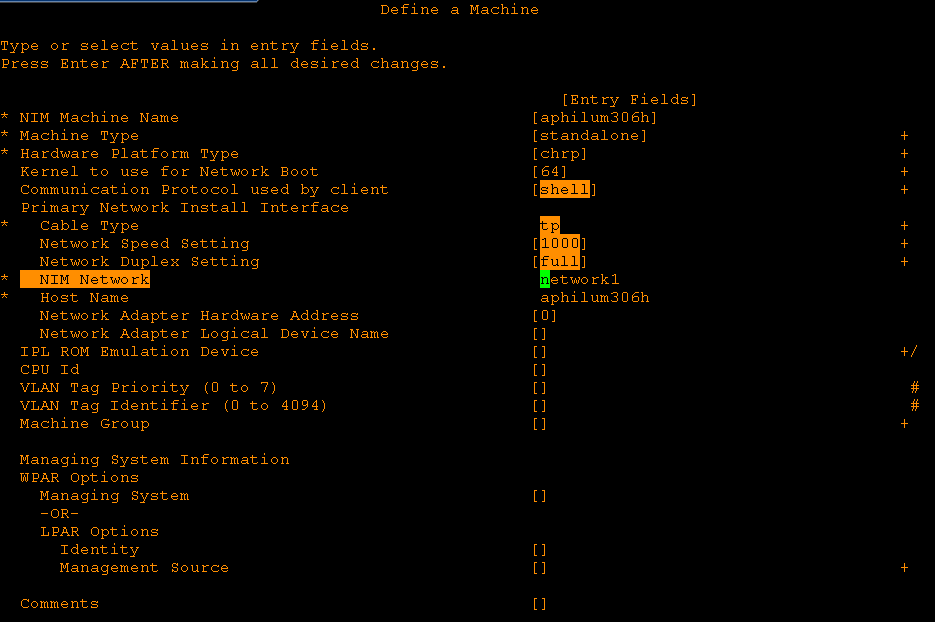 Define a Machine
Type or select values in entry fields.
Press Enter AFTER making all desired changes.
[Entry Fields]
* NIM Machine Name [aphilum306h]
* Machine Type [standalone] +
* Hardware Platform Type [chrp] +
Kernel to use for Network Boot [64] +
Communication Protocol used by client [shell] +
Primary Network Install Interface
* Cable Type tp +
Network Speed Setting [1000] +
Network Duplex Setting [full] +
* NIM Network network1
* Host Name aphilum306h
Network Adapter Hardware Address [0]
Network Adapter Logical Device Name []
IPL ROM Emulation Device [] +/
CPU Id []
VLAN Tag Priority (0 to 7) [] #
VLAN Tag Identifier (0 to 4094) [] #
Machine Group [] +
Managing System Information
WPAR Options
Managing System []
-OR-
LPAR Options
Identity []
Management Source [] +
Comments []